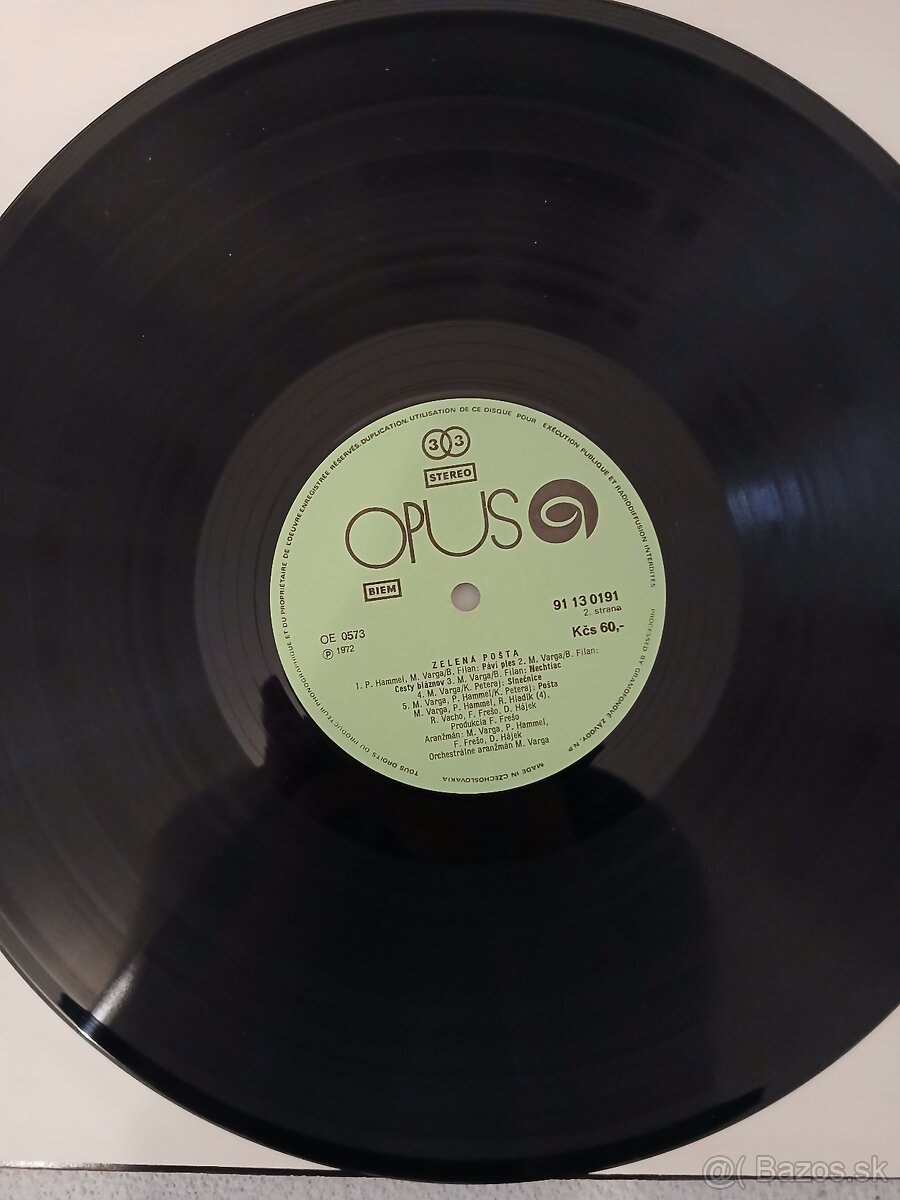 TOUS DROITS DU PRODUCTEUR PHONOGRAPHIQUE ET DU PROPRIÉTAIRE DE L'OEUVRE ENREGISTRÉE RÉSERVÉS. DUPLICATION, UTILISATION DE CE DISQUE POUR EXÉCUTION PUBLIQUE ET RADIODIFFUSION INTERDITES
33
STEREO
OPUS
BIEM
91 13 0191
2. strana
OE 0573
Kčs 60,-
Ⓟ 1972
ZELENÁ POŠTA
1. P. Hammel, M. Varga/B. Filan: Páví ples 2. M. Varga/B. Filan:
Cesty bláznov 3. M. Varga/B. Filan: Nechtiac
4. M. Varga/K. Peteraj: Slnečnice
5. M. Varga, P. Hammel/K. Peteraj: Pošta
M. Varga, P. Hammel, R. Hladík (4),
R. Vacho, F. Frešo, D. Hájek
Produkcia F. Frešo
Aranžmán: M. Varga, P. Hammel,
F. Frešo, D. Hájek
Orchestrálne aranžmán M. Varga
PROCESSED BY GRAMOFONOVÉ ZÁVODY, N.P.
MADE IN CZECHOSLOVAKIA
@( Bazos.sk